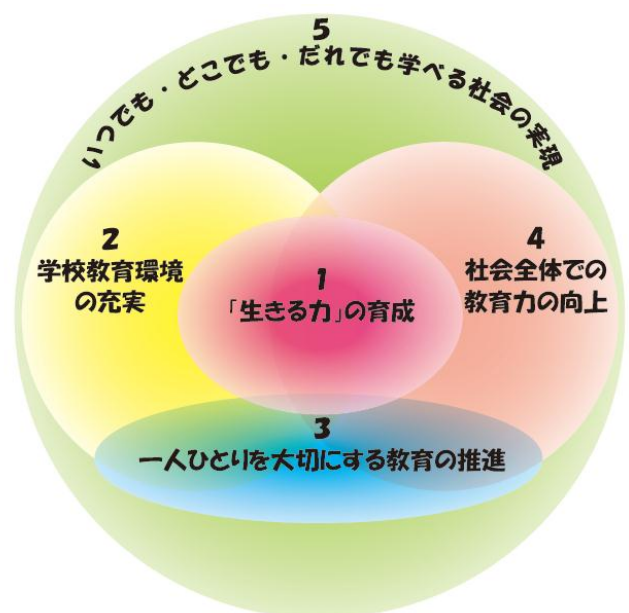 5
いつでも・どこでも・だれでも学べる社会の実現
2
学校教育環境
の充実
1
「生きる力」の育成
4
社会全体での
教育力の向上
3
一人ひとりを大切にする教育の推進